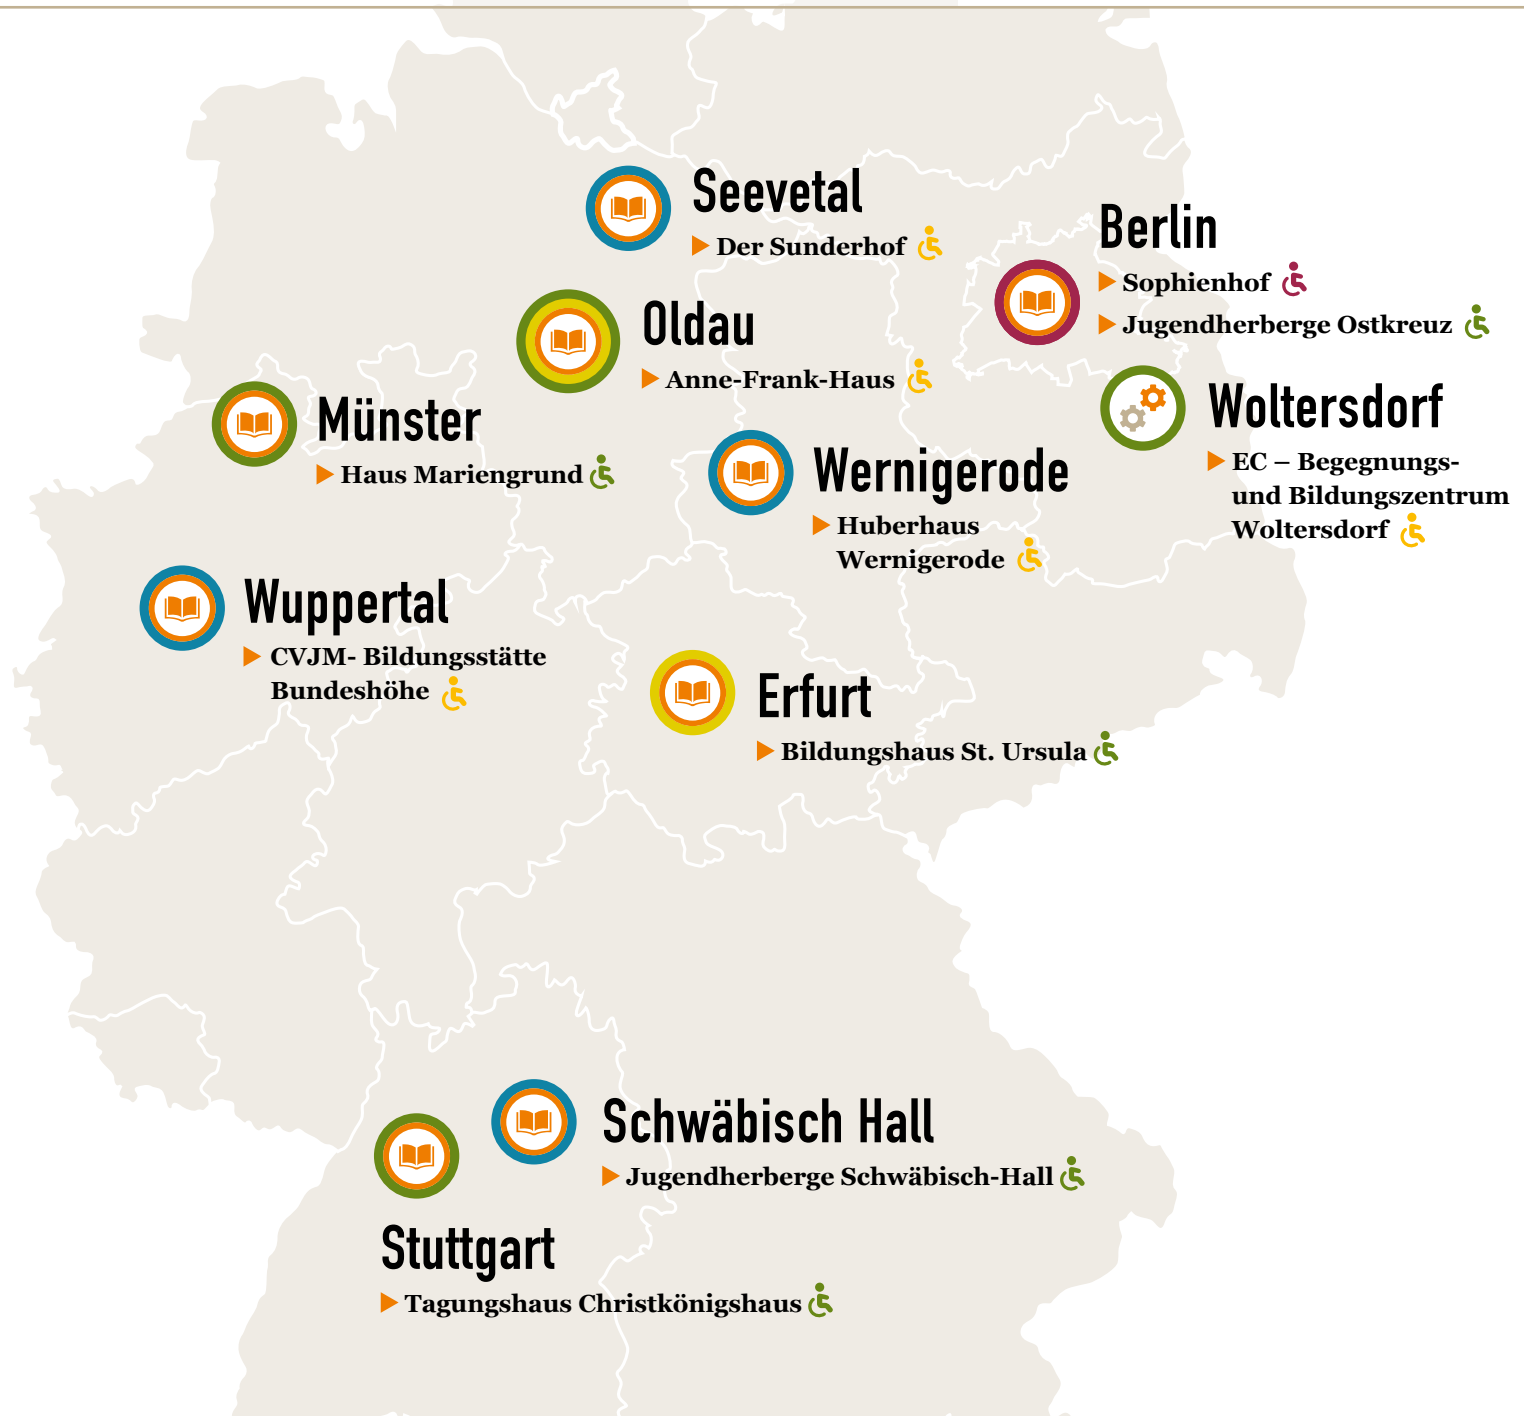 Seevetal
Der Sunderhof
Berlin
Sophienhof
Jugendherberge Ostkreuz
Oldau
Anne-Frank-Haus
Münster
Haus Mariengrund
Woltersdorf
EC – Begegnungs-
und Bildungszentrum
Woltersdorf
Wernigerode
Huberhaus
Wernigerode
Wuppertal
CVJM- Bildungsstätte
Bundeshöhe
Erfurt
Bildungshaus St. Ursula
Schwäbisch Hall
Jugendherberge Schwäbisch-Hall
Stuttgart
Tagungshaus Christkönigshaus